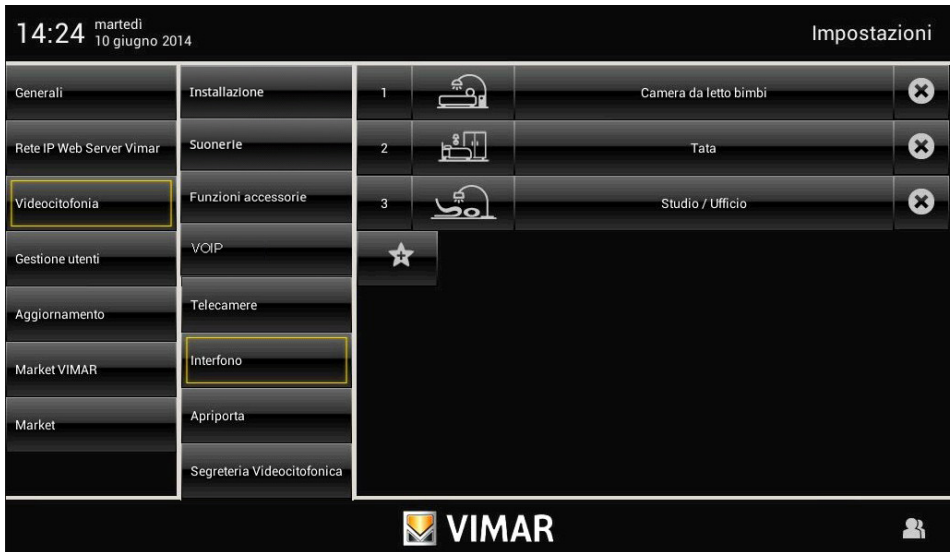 14:24
martedì
10 giugno 2014
Impostazioni
Generali
Rete IP Web Server Vimar
Videocitofonia
Gestione utenti
Aggiornamento
Market VIMAR
Market
Installazione
Suonerie
Funzioni accessorie
VOIP
Telecamere
Interfono
Apriporta
Segreteria Videocitofonica
1 Camera da letto bimbi
2 Tata
3 Studio / Ufficio
VIMAR